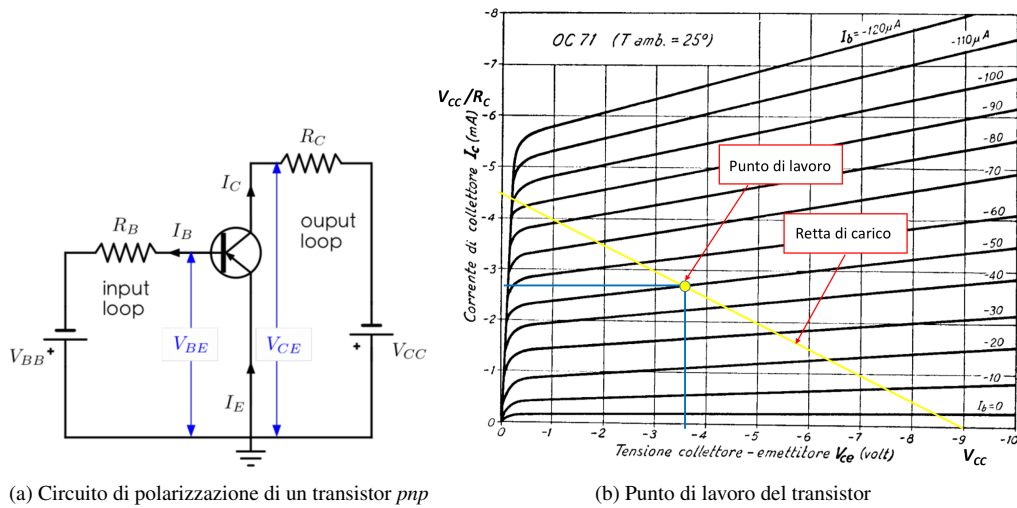 R_C
I_C
R_B
I_B
input
loop
ouput
loop
V_BB
+
V_BE
V_CE
+
V_CC
I_E
(a) Circuito di polarizzazione di un transistor pnp
OC 71 (T amb. = 25°)
I_b = -120μA
-110μA
-100
-90
-80
-70
-60
-50
-40
-30
-20
-10
I_b=0
V_CC/R_C
Corrente di collettore I_c (mA)
-8
-7
-6
-5
-4
-3
-2
-1
0
Punto di lavoro
Retta di carico
0
-1
-2
-3
-4
-5
-6
-7
-8
-9
-10
Tensione collettore - emettitore V_ce (volt)
V_CC
(b) Punto di lavoro del transistor